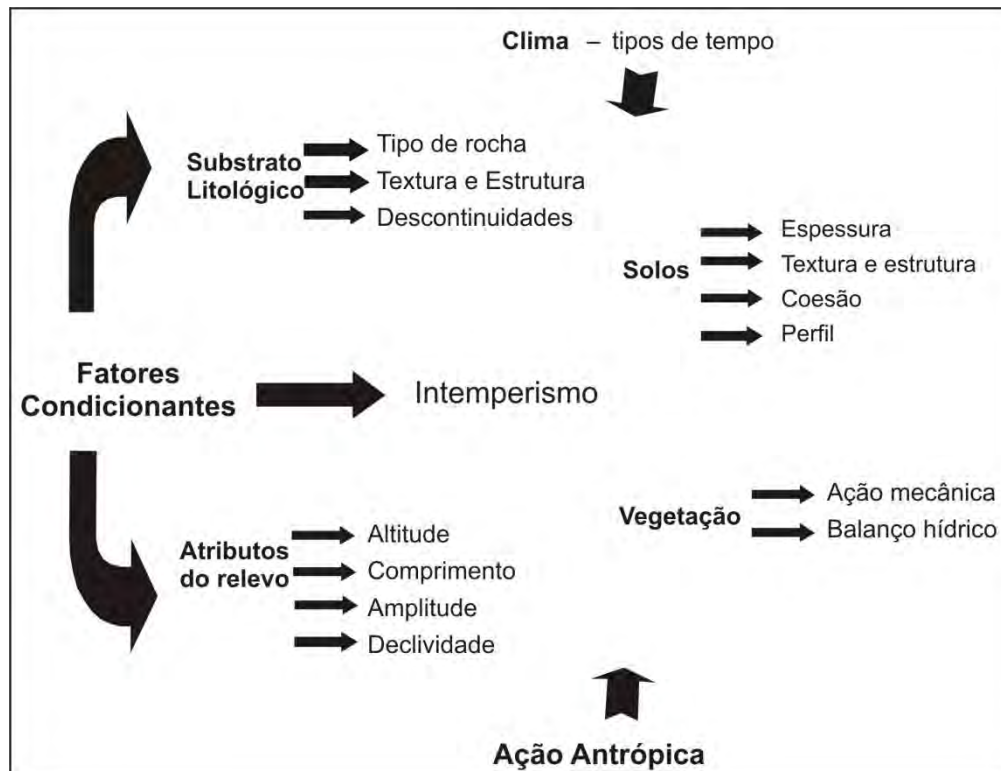 Clima – tipos de tempo
Substrato
Litológico
Tipo de rocha
Textura e Estrutura
Descontinuidades
Solos
Espessura
Textura e estrutura
Coesão
Perfil
Fatores
Condicionantes
Intemperismo
Vegetação
Ação mecânica
Balanço hídrico
Atributos
do relevo
Altitude
Comprimento
Amplitude
Declividade
Ação Antrópica